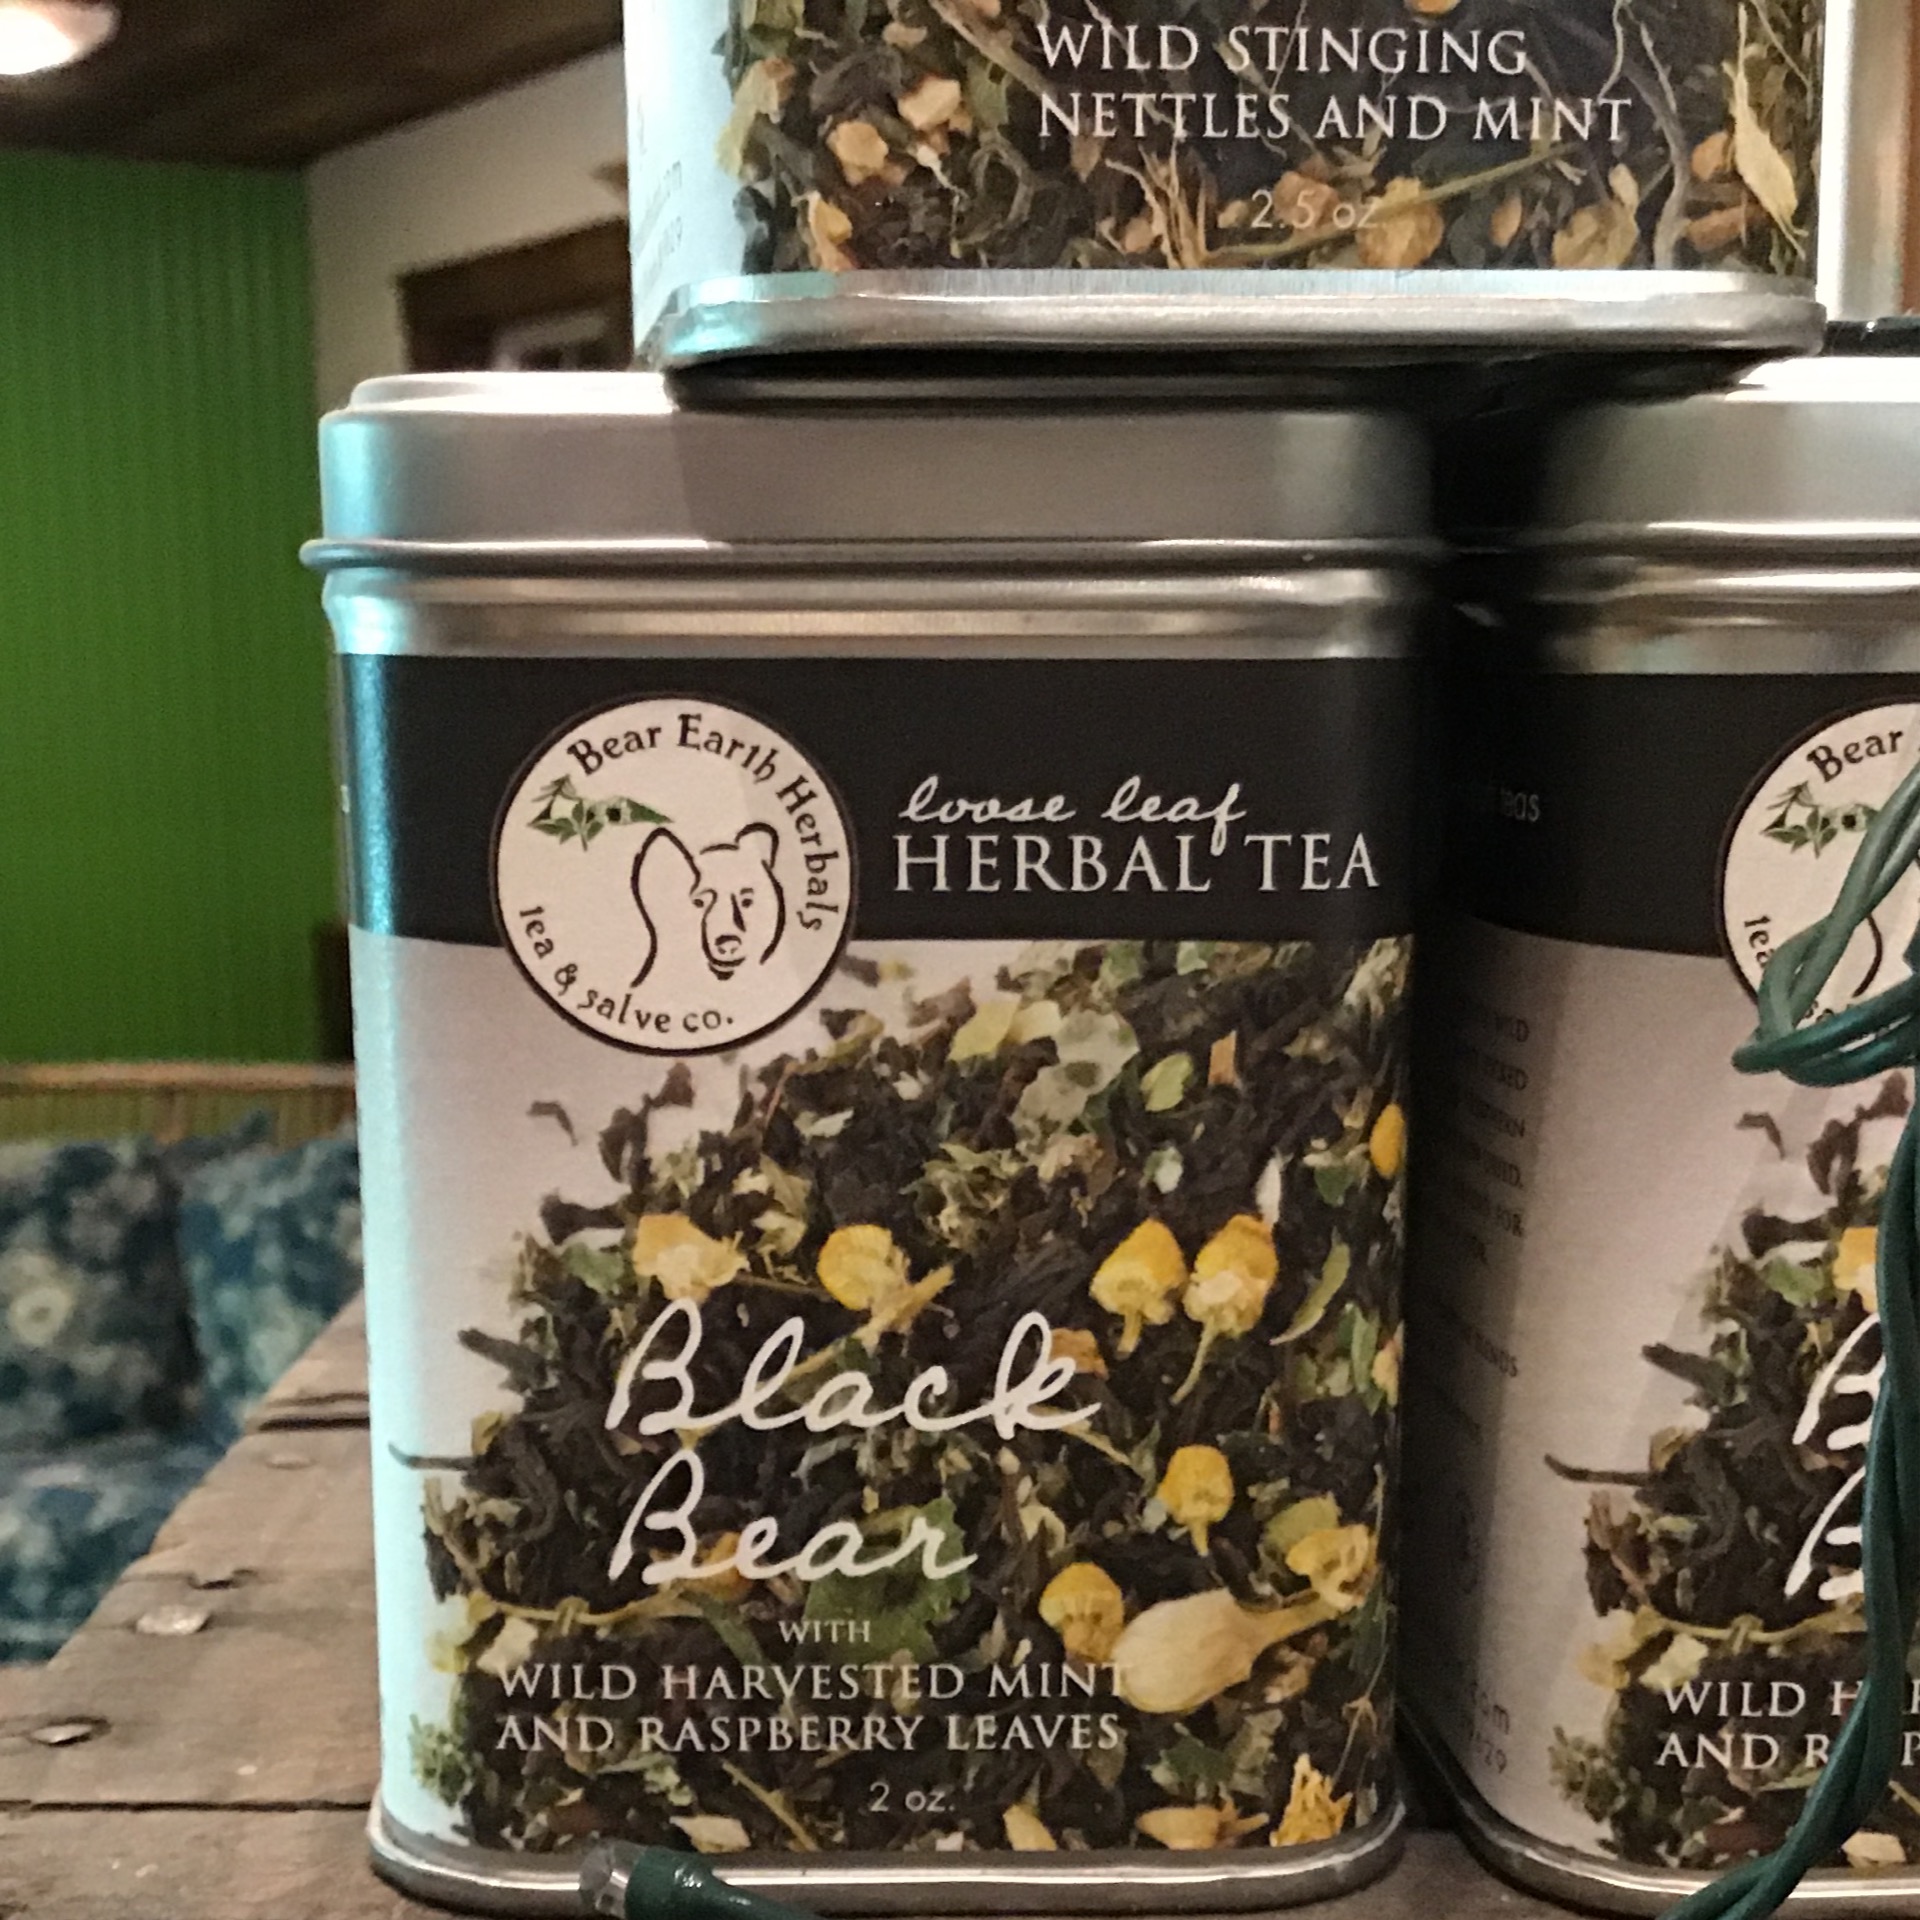 WILD STINGING
NETTLES AND MINT
2.5 oz.
Bear Earth Herbals
tea & salve co.
loose leaf
HERBAL TEA
Black
Bear
WITH
WILD HARVESTED MINT
AND RASPBERRY LEAVES
2 oz.
teas
Bear
WILD
AND